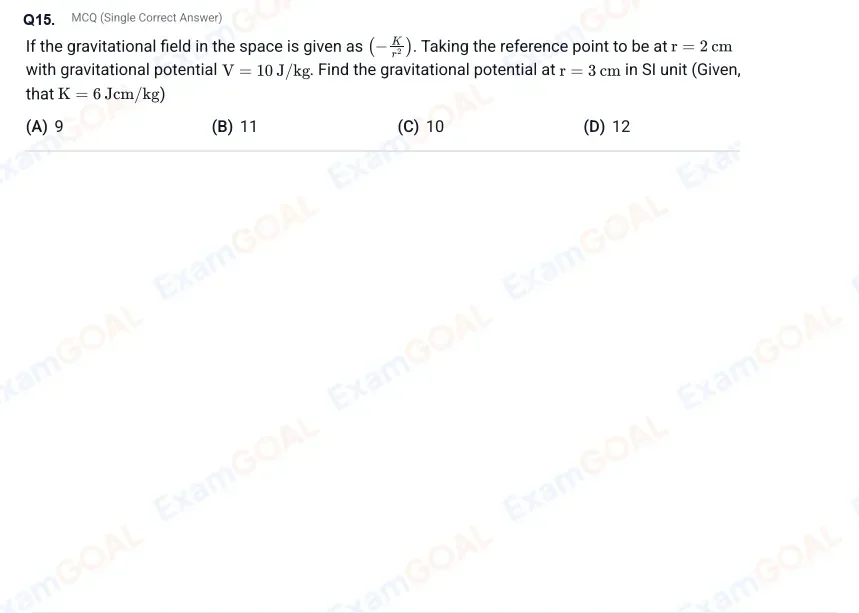 Q15. MCQ (Single Correct Answer)
If the gravitational field in the space is given as (−K/r²). Taking the reference point to be at r = 2 cm
with gravitational potential V = 10 J/kg. Find the gravitational potential at r = 3 cm in SI unit (Given,
that K = 6 Jcm/kg)
(A) 9 (B) 11 (C) 10 (D) 12
ExamGOAL